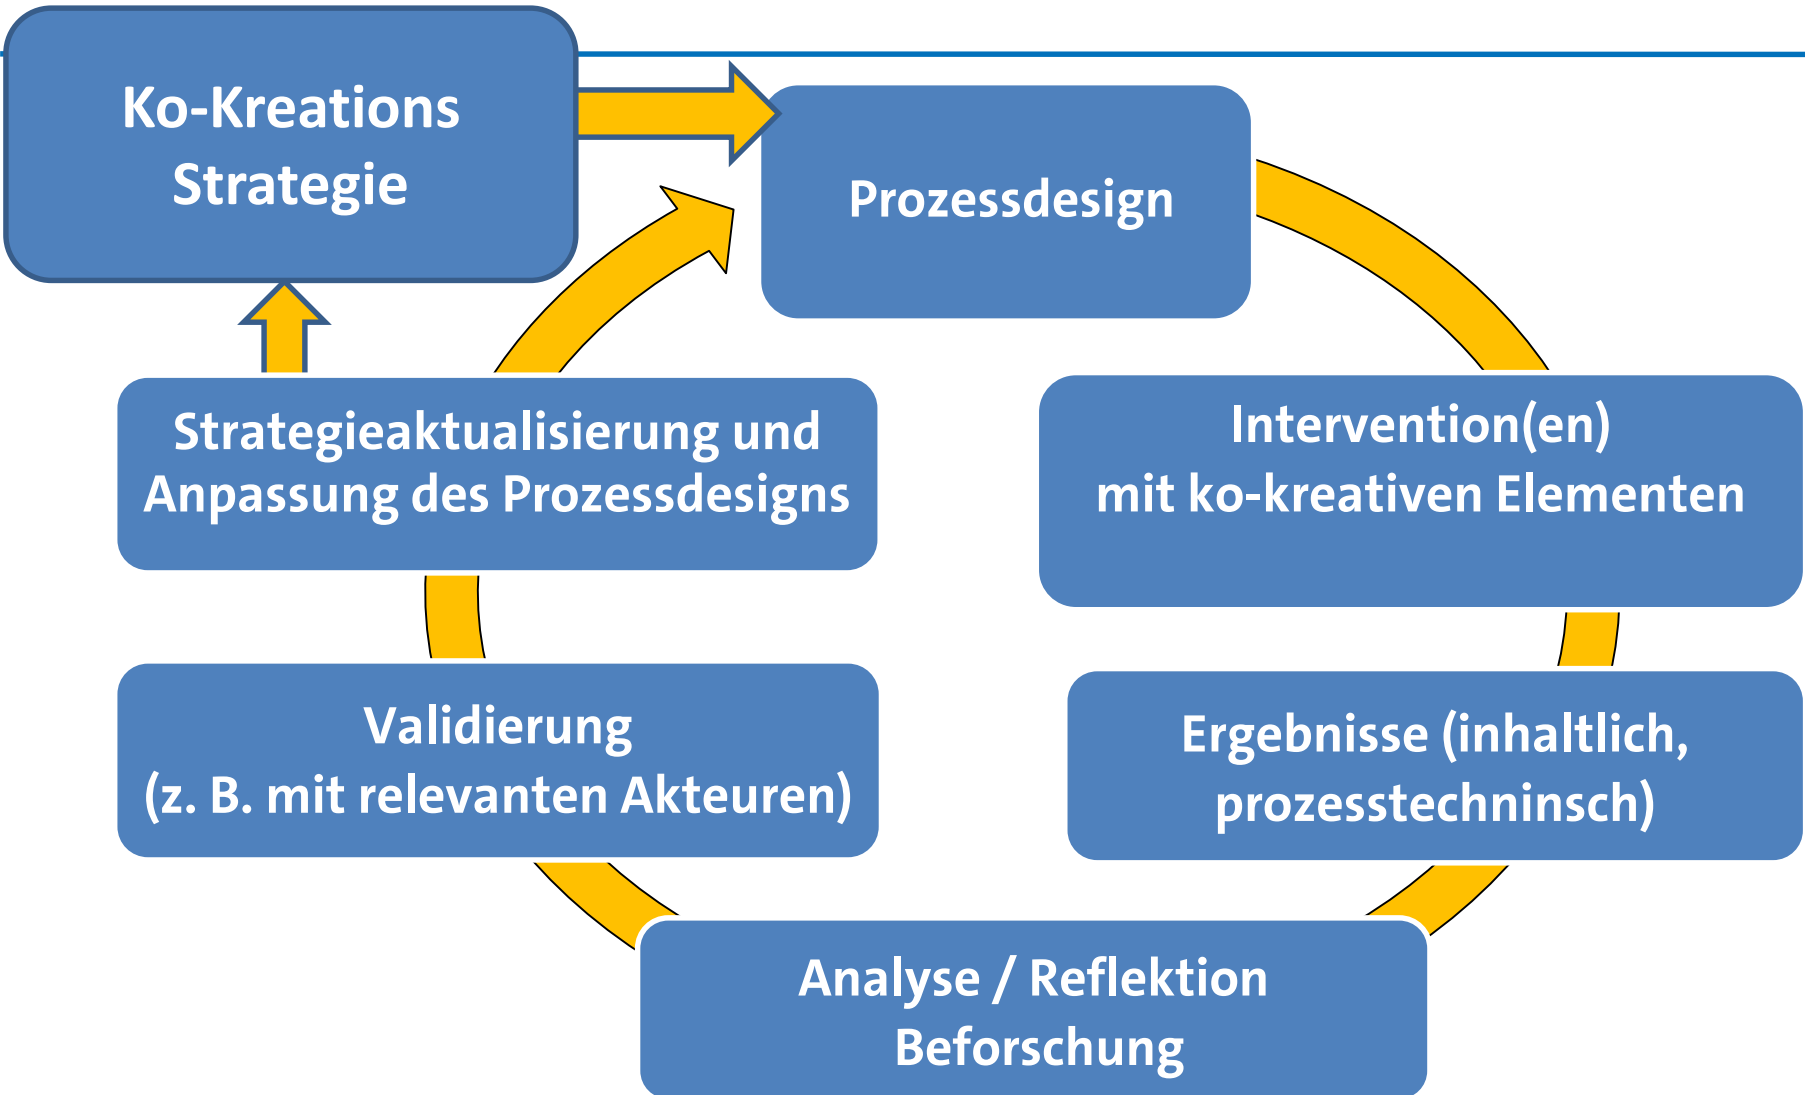 Ko-Kreations
Strategie
Prozessdesign
Intervention(en)
mit ko-kreativen Elementen
Ergebnisse (inhaltlich,
prozesstechninsch)
Analyse / Reflektion
Beforschung
Validierung
(z. B. mit relevanten Akteuren)
Strategieaktualisierung und
Anpassung des Prozessdesigns